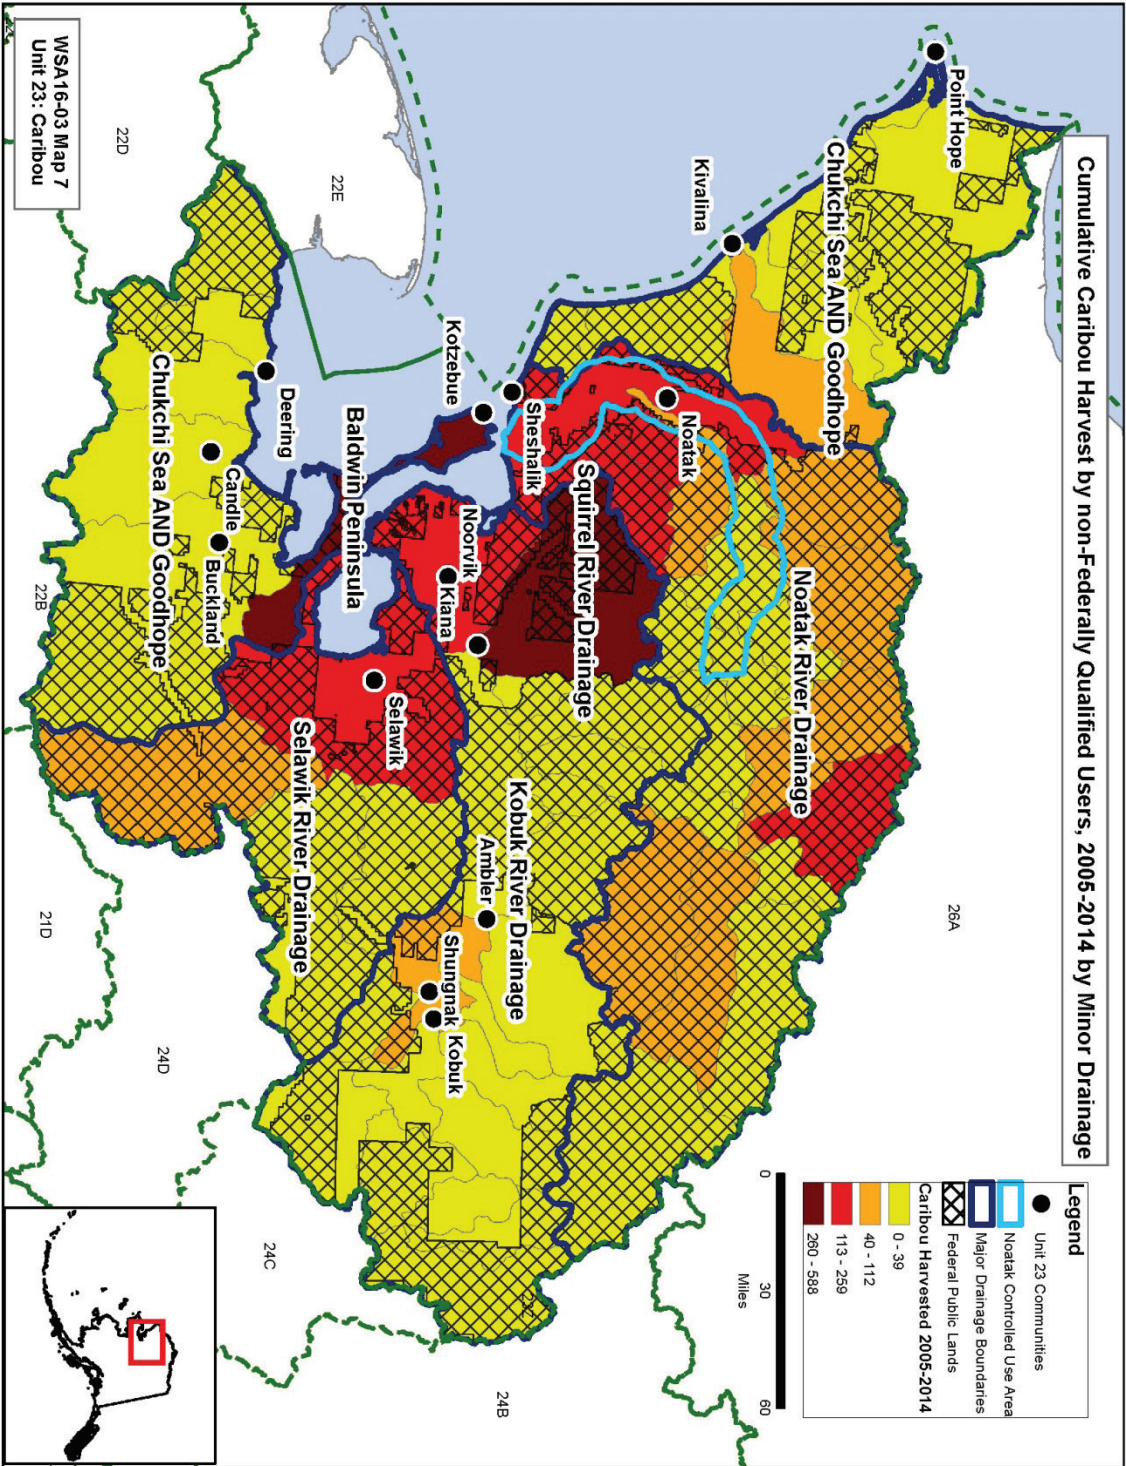 Cumulative Caribou Harvest by non-Federally Qualified Users, 2005-2014 by Minor Drainage
Legend
Unit 23 Communities
Noatak Controlled Use Area
Major Drainage Boundaries
Federal Public Lands
Caribou Harvested 2005-2014
0 - 39
40 - 112
113 - 259
260 - 588
0 30 60
Miles
26A
Point Hope
Chukchi Sea AND Goodhope
Kivalina
Noatak River Drainage
Noatak
Squirrel River Drainage
Sheshalik
Kotzebue
Kobuk River Drainage
Noorvik
Kiana
Ambler
Shungnak
Kobuk
Baldwin Peninsula
Selawik
Selawik River Drainage
Deering
Candle
Buckland
Chukchi Sea AND Goodhope
22E
22D
22B
21D
24D
24C
24B
WSA16-03 Map 7
Unit 23: Caribou